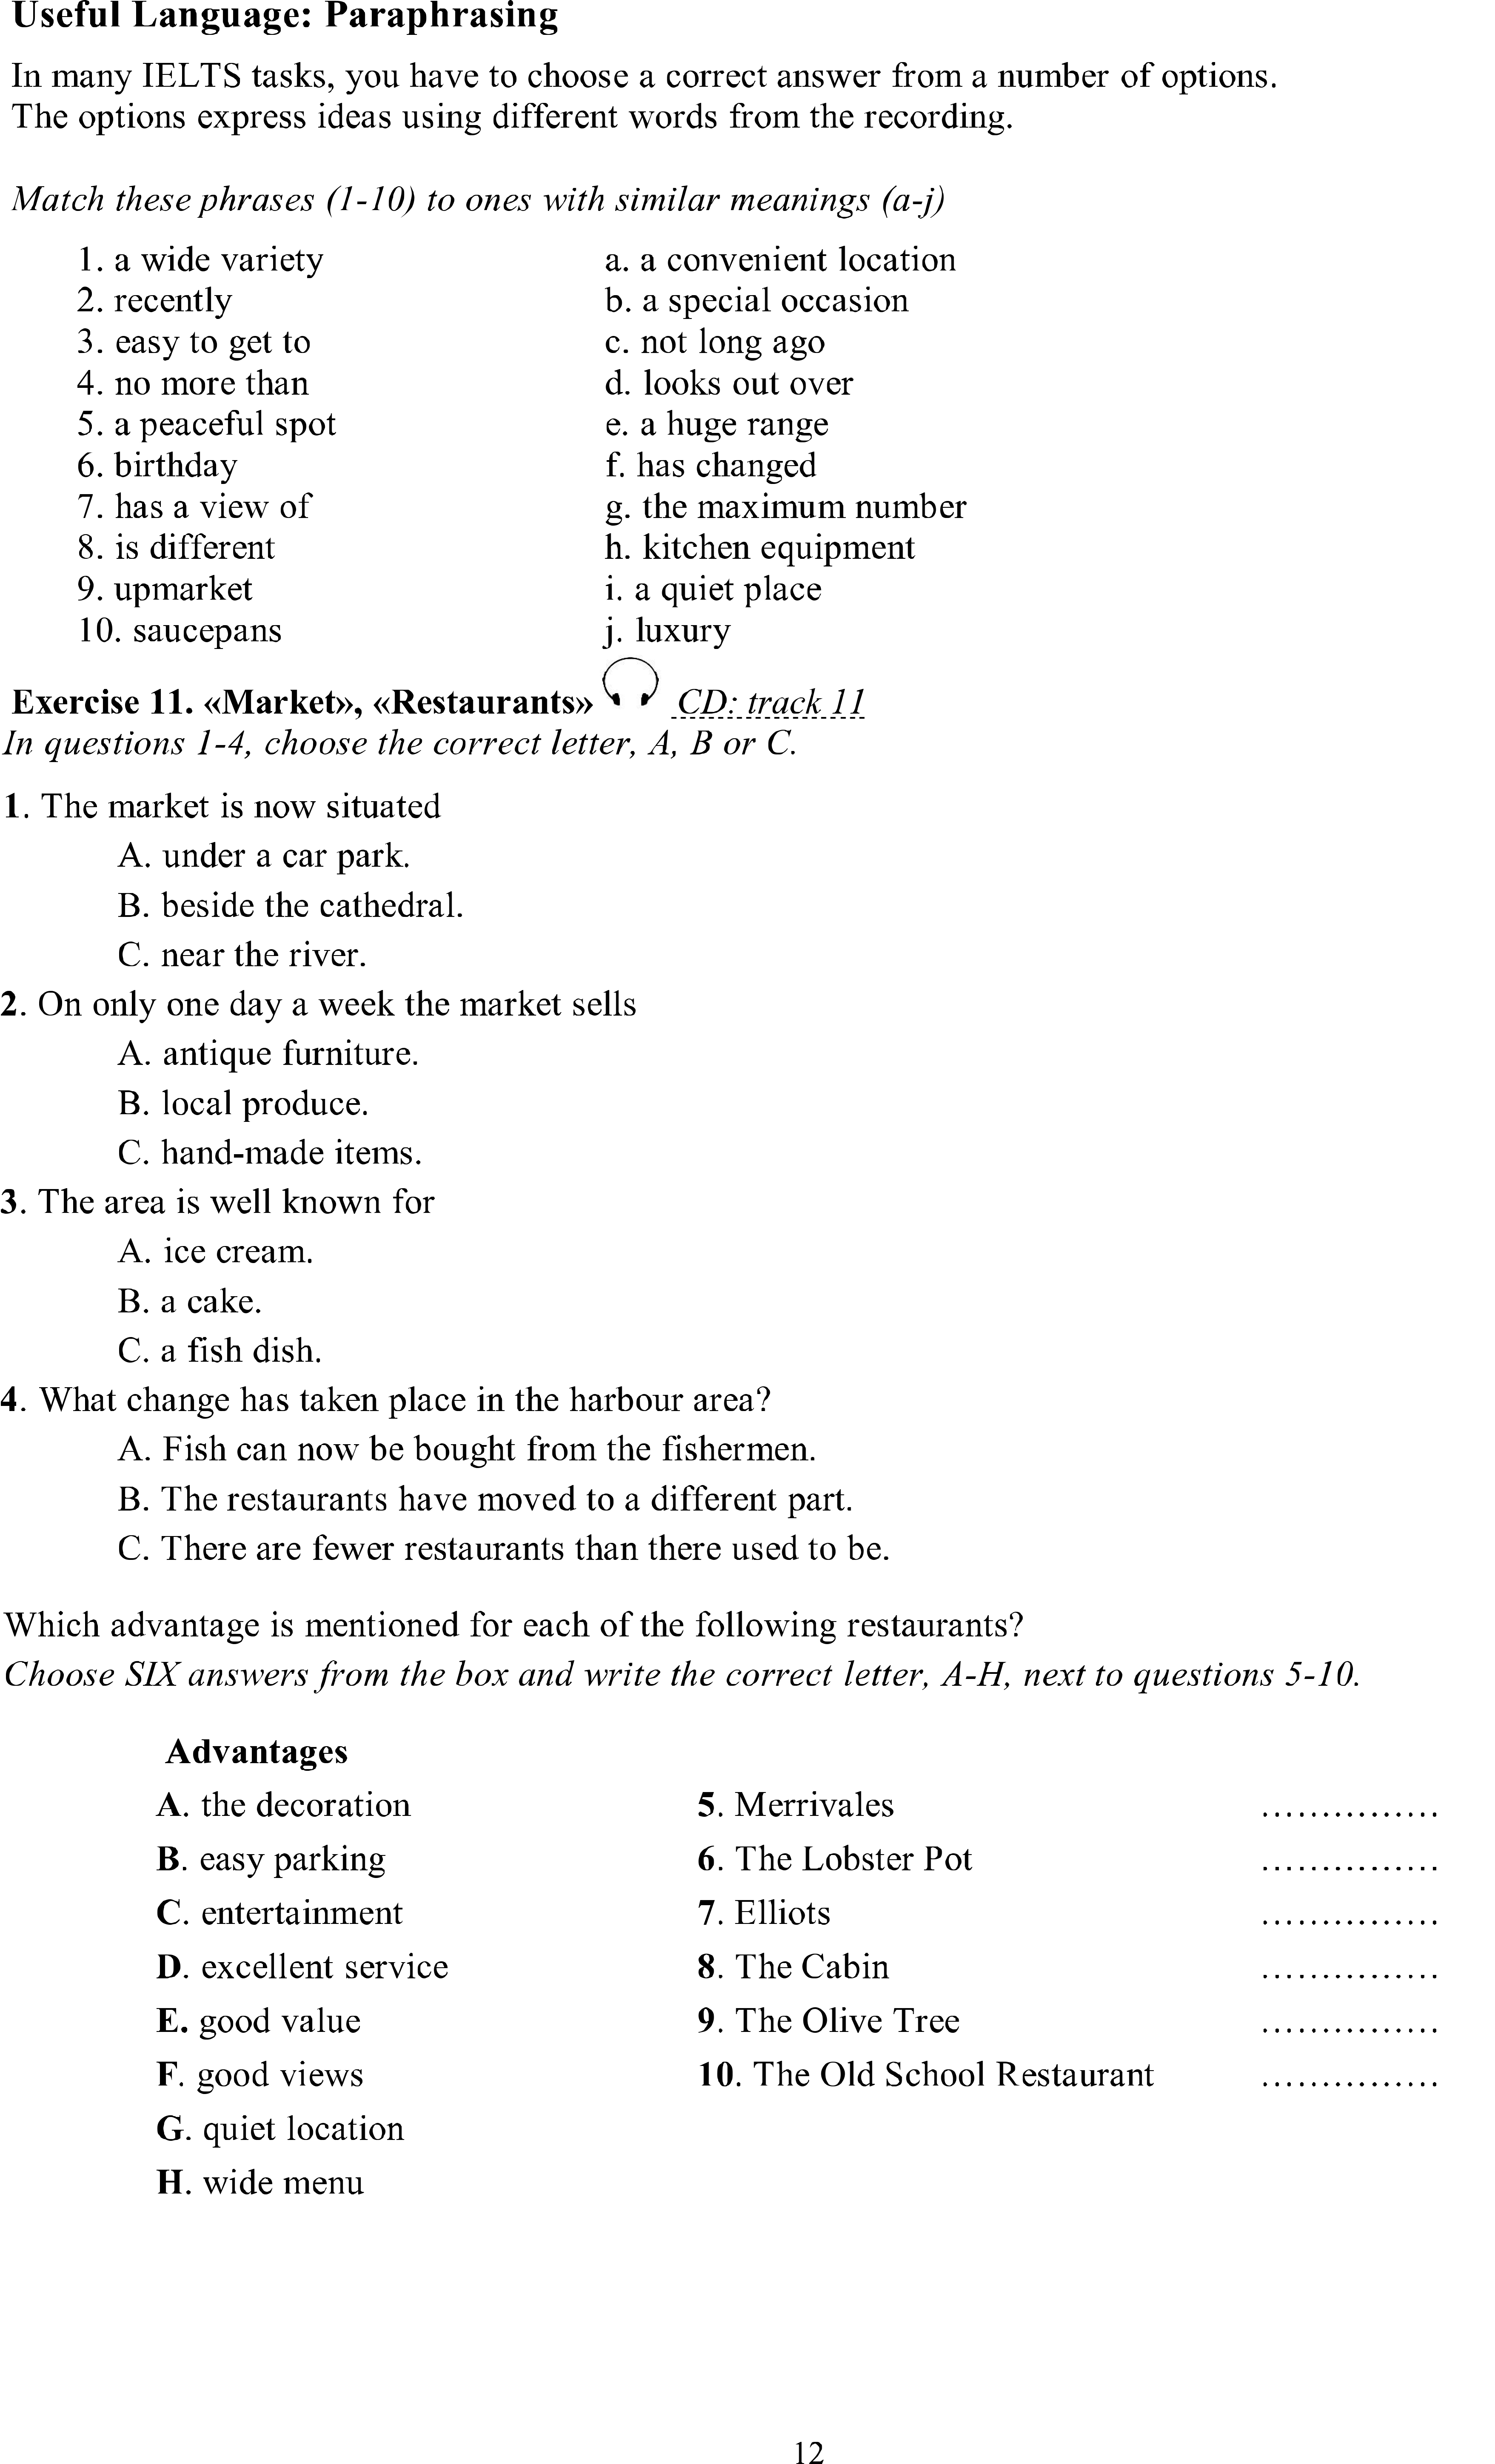 Useful Language: Paraphrasing
In many IELTS tasks, you have to choose a correct answer from a number of options.
The options express ideas using different words from the recording.
Match these phrases (1-10) to ones with similar meanings (a-j)
1. a wide variety
2. recently
3. easy to get to
4. no more than
5. a peaceful spot
6. birthday
7. has a view of
8. is different
9. upmarket
10. saucepans
a. a convenient location
b. a special occasion
c. not long ago
d. looks out over
e. a huge range
f. has changed
g. the maximum number
h. kitchen equipment
i. a quiet place
j. luxury
Exercise 11. «Market», «Restaurants» CD: track 11
In questions 1-4, choose the correct letter, A, B or C.
1. The market is now situated
A. under a car park.
B. beside the cathedral.
C. near the river.
2. On only one day a week the market sells
A. antique furniture.
B. local produce.
C. hand-made items.
3. The area is well known for
A. ice cream.
B. a cake.
C. a fish dish.
4. What change has taken place in the harbour area?
A. Fish can now be bought from the fishermen.
B. The restaurants have moved to a different part.
C. There are fewer restaurants than there used to be.
Which advantage is mentioned for each of the following restaurants?
Choose SIX answers from the box and write the correct letter, A-H, next to questions 5-10.
Advantages
A. the decoration
B. easy parking
C. entertainment
D. excellent service
E. good value
F. good views
G. quiet location
H. wide menu
5. Merrivales ...............
6. The Lobster Pot ...............
7. Elliots ...............
8. The Cabin ...............
9. The Olive Tree ...............
10. The Old School Restaurant ...............
12